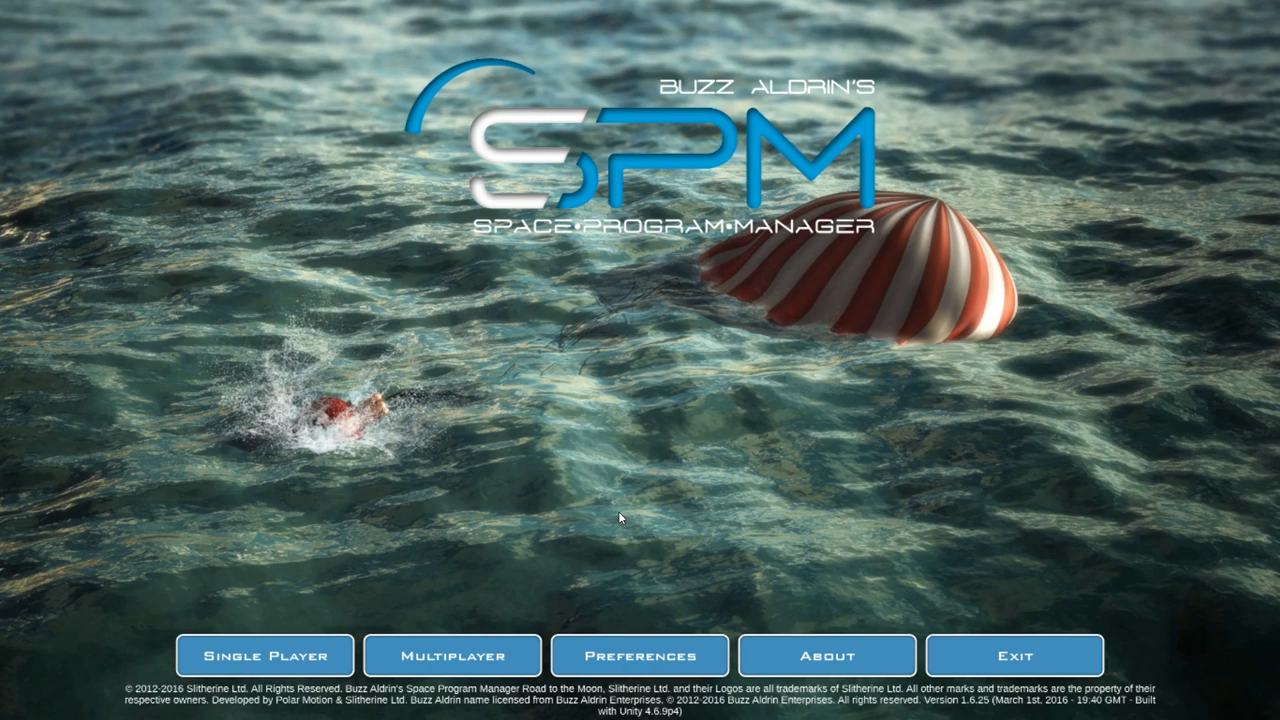 BUZZ ALDRIN'S
SPM
SPACE•PROGRAM•MANAGER
SINGLE PLAYER
MULTIPLAYER
PREFERENCES
ABOUT
EXIT
© 2012-2016 Slitherine Ltd. All Rights Reserved. Buzz Aldrin's Space Program Manager Road to the Moon, Slitherine Ltd. and their Logos are all trademarks of Slitherine Ltd. All other marks and trademarks are the property of their
respective owners. Developed by Polar Motion & Slitherine Ltd. Buzz Aldrin name licensed from Buzz Aldrin Enterprises. © 2012-2016 Buzz Aldrin Enterprises. All rights reserved. Version 1.6.25 (March 1st. 2016 - 19:40 GMT - Built
with Unity 4.6.9p4)